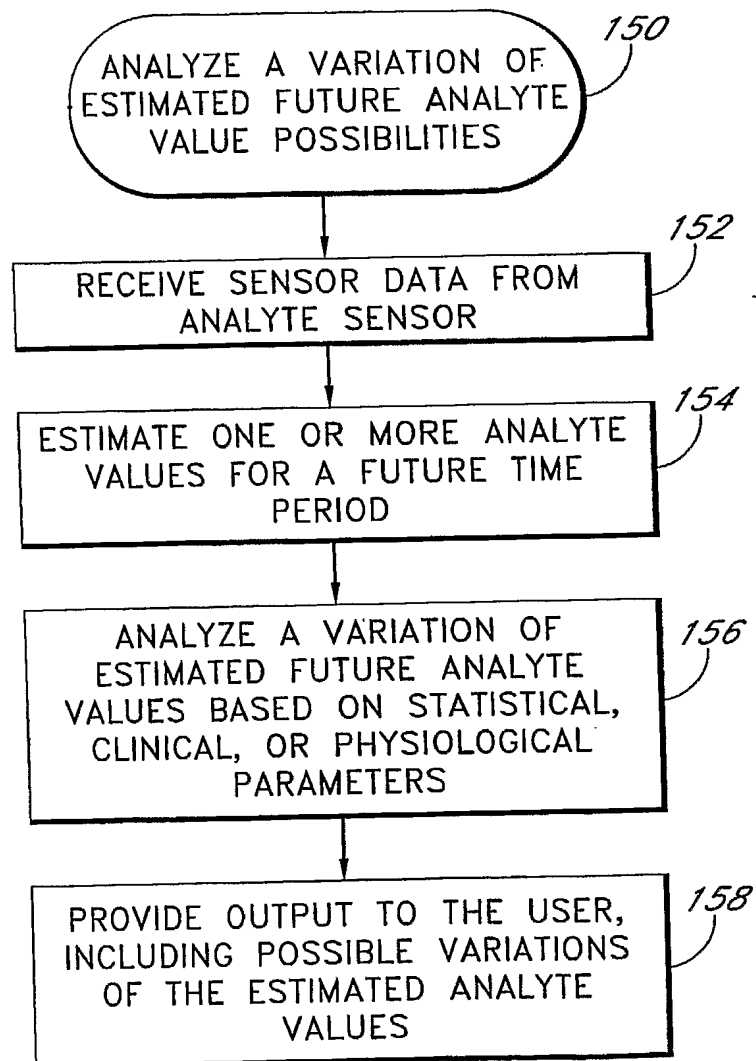 150
ANALYZE A VARIATION OF
ESTIMATED FUTURE ANALYTE
VALUE POSSIBILITIES
152
RECEIVE SENSOR DATA FROM
ANALYTE SENSOR
154
ESTIMATE ONE OR MORE ANALYTE
VALUES FOR A FUTURE TIME
PERIOD
156
ANALYZE A VARIATION OF
ESTIMATED FUTURE ANALYTE
VALUES BASED ON STATISTICAL,
CLINICAL, OR PHYSIOLOGICAL
PARAMETERS
158
PROVIDE OUTPUT TO THE USER,
INCLUDING POSSIBLE VARIATIONS
OF THE ESTIMATED ANALYTE
VALUES